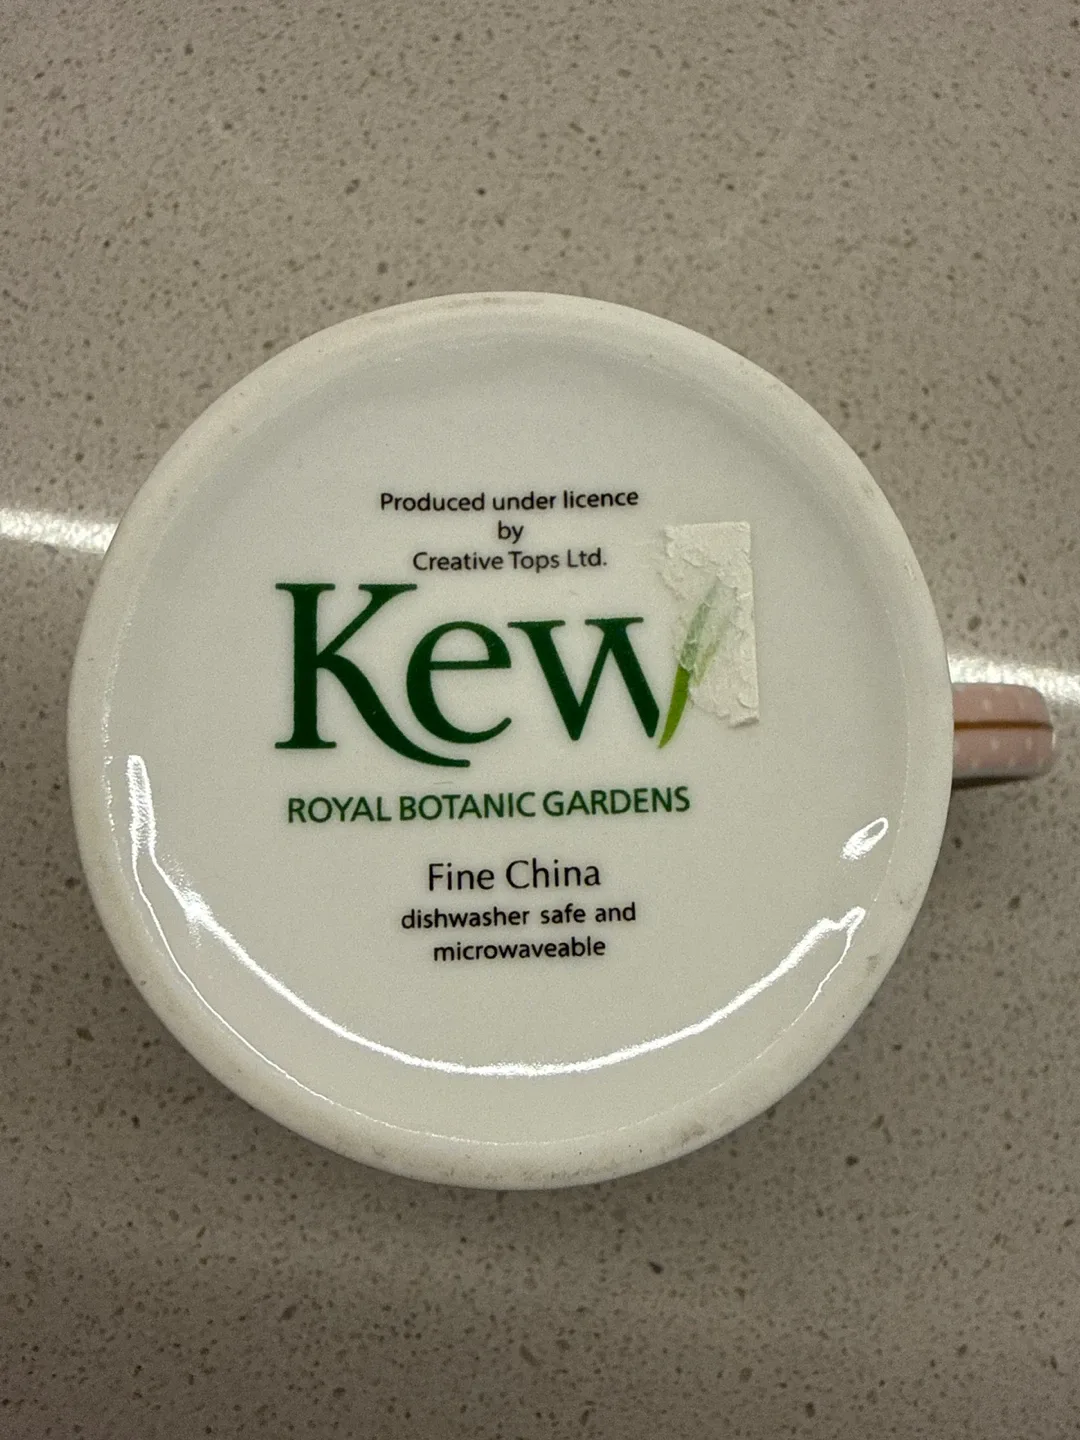 Produced under licence
by
Creative Tops Ltd.
Kew
ROYAL BOTANIC GARDENS
Fine China
dishwasher safe and
microwaveable